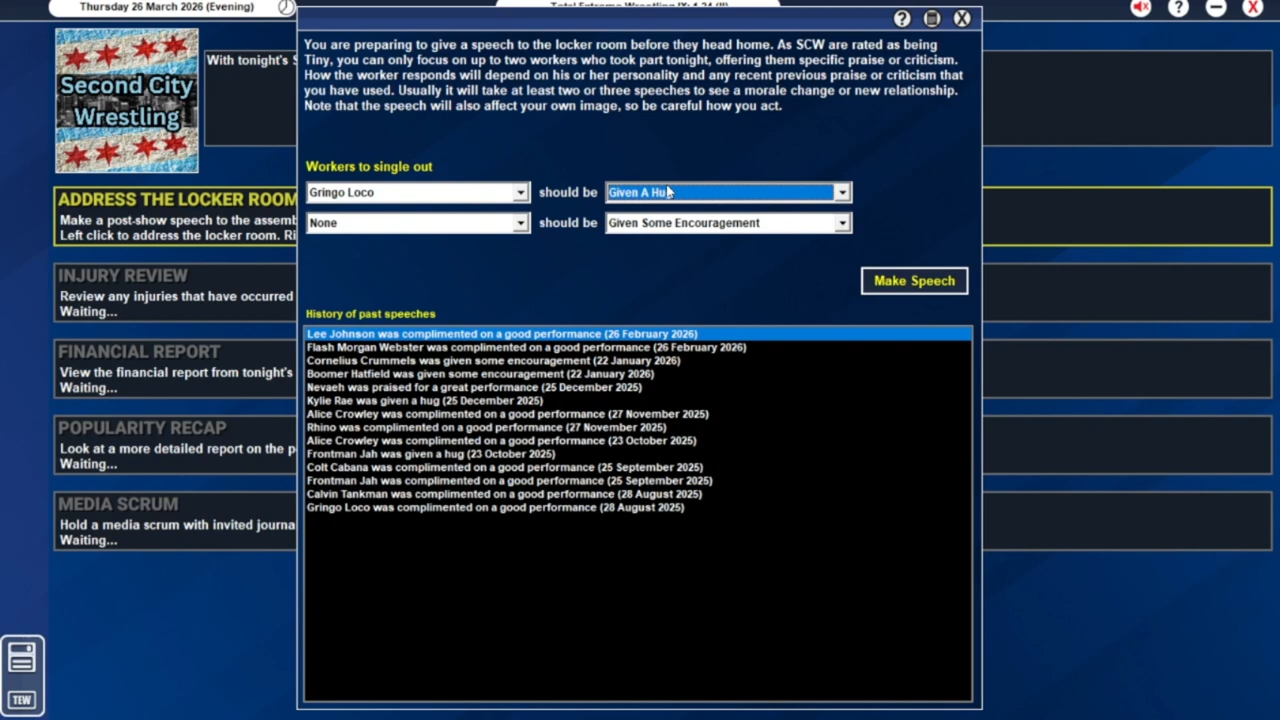 Thursday 26 March 2026 (Evening)
Total Extreme Wrestling IX: 1.24 (II)
You are preparing to give a speech to the locker room before they head home. As SCW are rated as being
Tiny, you can only focus on up to two workers who took part tonight, offering them specific praise or criticism.
How the worker responds will depend on his or her personality and any recent previous praise or criticism that
you have used. Usually it will take at least two or three speeches to see a morale change or new relationship.
Note that the speech will also affect your own image, so be careful how you act.
Second City
Wrestling
With tonight's S
Workers to single out
Gringo Loco should be Given A Hu
None should be Given Some Encouragement
Make Speech
ADDRESS THE LOCKER ROOM
Make a post-show speech to the assemb
Left click to address the locker room. Ri
INJURY REVIEW
Review any injuries that have occurred
Waiting...
FINANCIAL REPORT
View the financial report from tonight's
Waiting...
POPULARITY RECAP
Look at a more detailed report on the p
Waiting...
MEDIA SCRUM
Hold a media scrum with invited journa
Waiting...
History of past speeches
Lee Johnson was complimented on a good performance (26 February 2026)
Flash Morgan Webster was complimented on a good performance (26 February 2026)
Cornelius Crummels was given some encouragement (22 January 2026)
Boomer Hatfield was given some encouragement (22 January 2026)
Nevaeh was praised for a great performance (25 December 2025)
Kylie Rae was given a hug (25 December 2025)
Alice Crowley was complimented on a good performance (27 November 2025)
Rhino was complimented on a good performance (27 November 2025)
Alice Crowley was complimented on a good performance (23 October 2025)
Frontman Jah was given a hug (23 October 2025)
Colt Cabana was complimented on a good performance (25 September 2025)
Frontman Jah was complimented on a good performance (25 September 2025)
Calvin Tankman was complimented on a good performance (28 August 2025)
Gringo Loco was complimented on a good performance (28 August 2025)
TEW